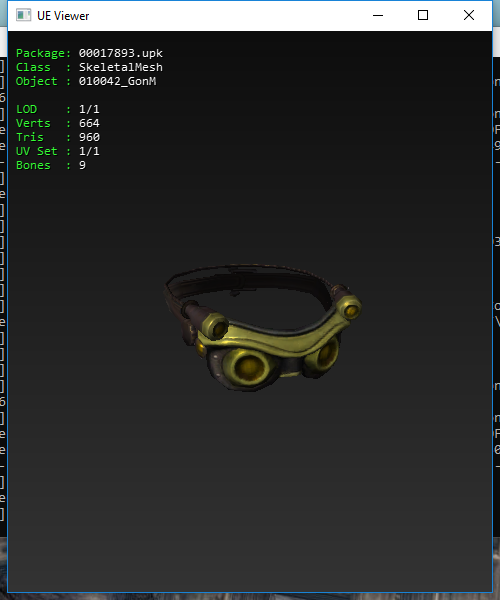 UE Viewer
Package: 00017893.upk
Class : SkeletalMesh
Object : 010042_GonM
LOD : 1/1
Verts : 664
Tris : 960
UV Set : 1/1
Bones : 9